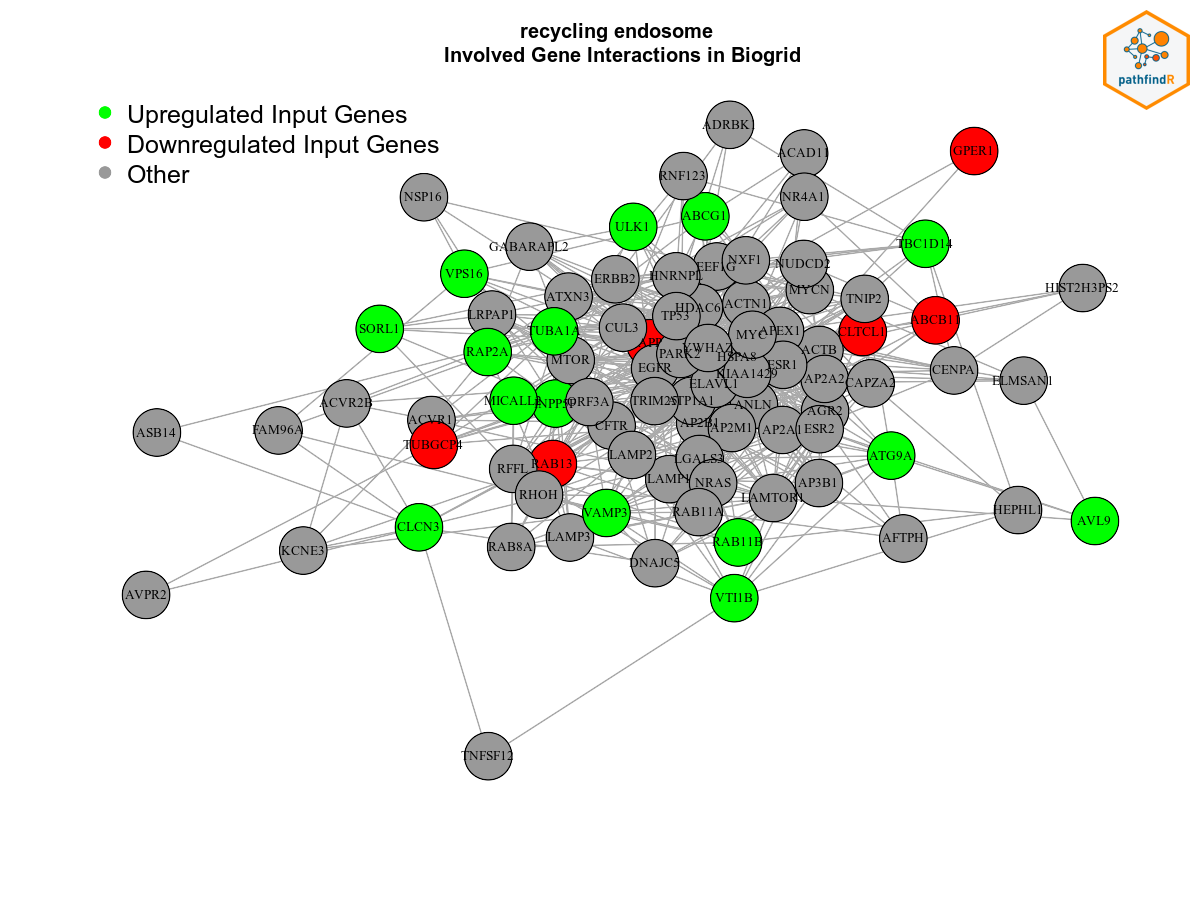 recycling endosome
Involved Gene Interactions in Biogrid
pathfindR
Upregulated Input Genes
Downregulated Input Genes
Other
ADRBK1
ACAD11
GPER1
RNF123
NSP16
NR4A1
ABCG1
ULK1
TBC1D14
GABARAPL2
NXF1
NUDCD2
EEF1G
VPS16
HNRNPL
ERBB2
HIST2H3PS2
MYCN
ATXN3
TNIP2
ACTN1
HDAC6
LRPAP1
TP53
ABCB11
SORL1
CUL3
TUBA1A
APEX1
CLTCL1
MYC
APP
YWHAZ
ACTB
RAP2A
PARK2
HSPA8
MTOR
ESR1
EGFR
CENPA
KIAA1429
AP2A2
ELMSAN1
CAPZA2
ELAVL1
MICALL1
ORF3A
TRIM25
ATP1A1
ACVR2B
ANLN
AGR2
ACVR1
AP2B1
CFTR
AP2M1
AP2A1
ESR2
FAM96A
ASB14
TUBGCP4
LAMP2
ATG9A
LGALS3
RAB13
RFFL
LAMP1
NRAS
AP3B1
RHOH
LAMTOR1
HEPHL1
RAB11A
VAMP3
AVL9
CLCN3
LAMP3
AFTPH
RAB11B
RAB8A
KCNE3
DNAJC5
AVPR2
VTI1B
TNFSF12